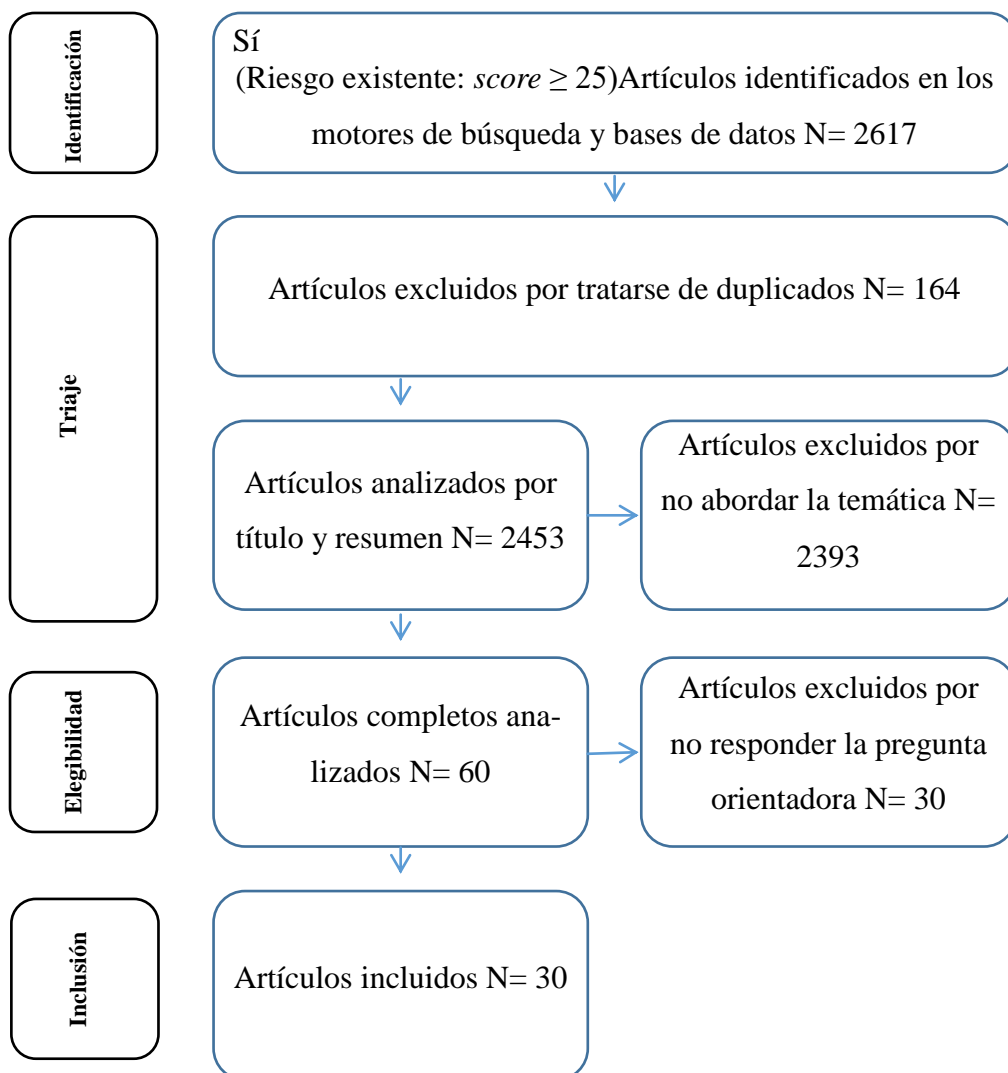 Identificación
Sí
(Riesgo existente: score ≥ 25)Artículos identificados en los
motores de búsqueda y bases de datos N= 2617
Triaje
Artículos excluidos por tratarse de duplicados N= 164
Artículos analizados por
título y resumen N= 2453
Artículos excluidos por
no abordar la temática N=
2393
Elegibilidad
Artículos completos ana-
lizados N= 60
Artículos excluidos por
no responder la pregunta
orientadora N= 30
Inclusión
Artículos incluidos N= 30